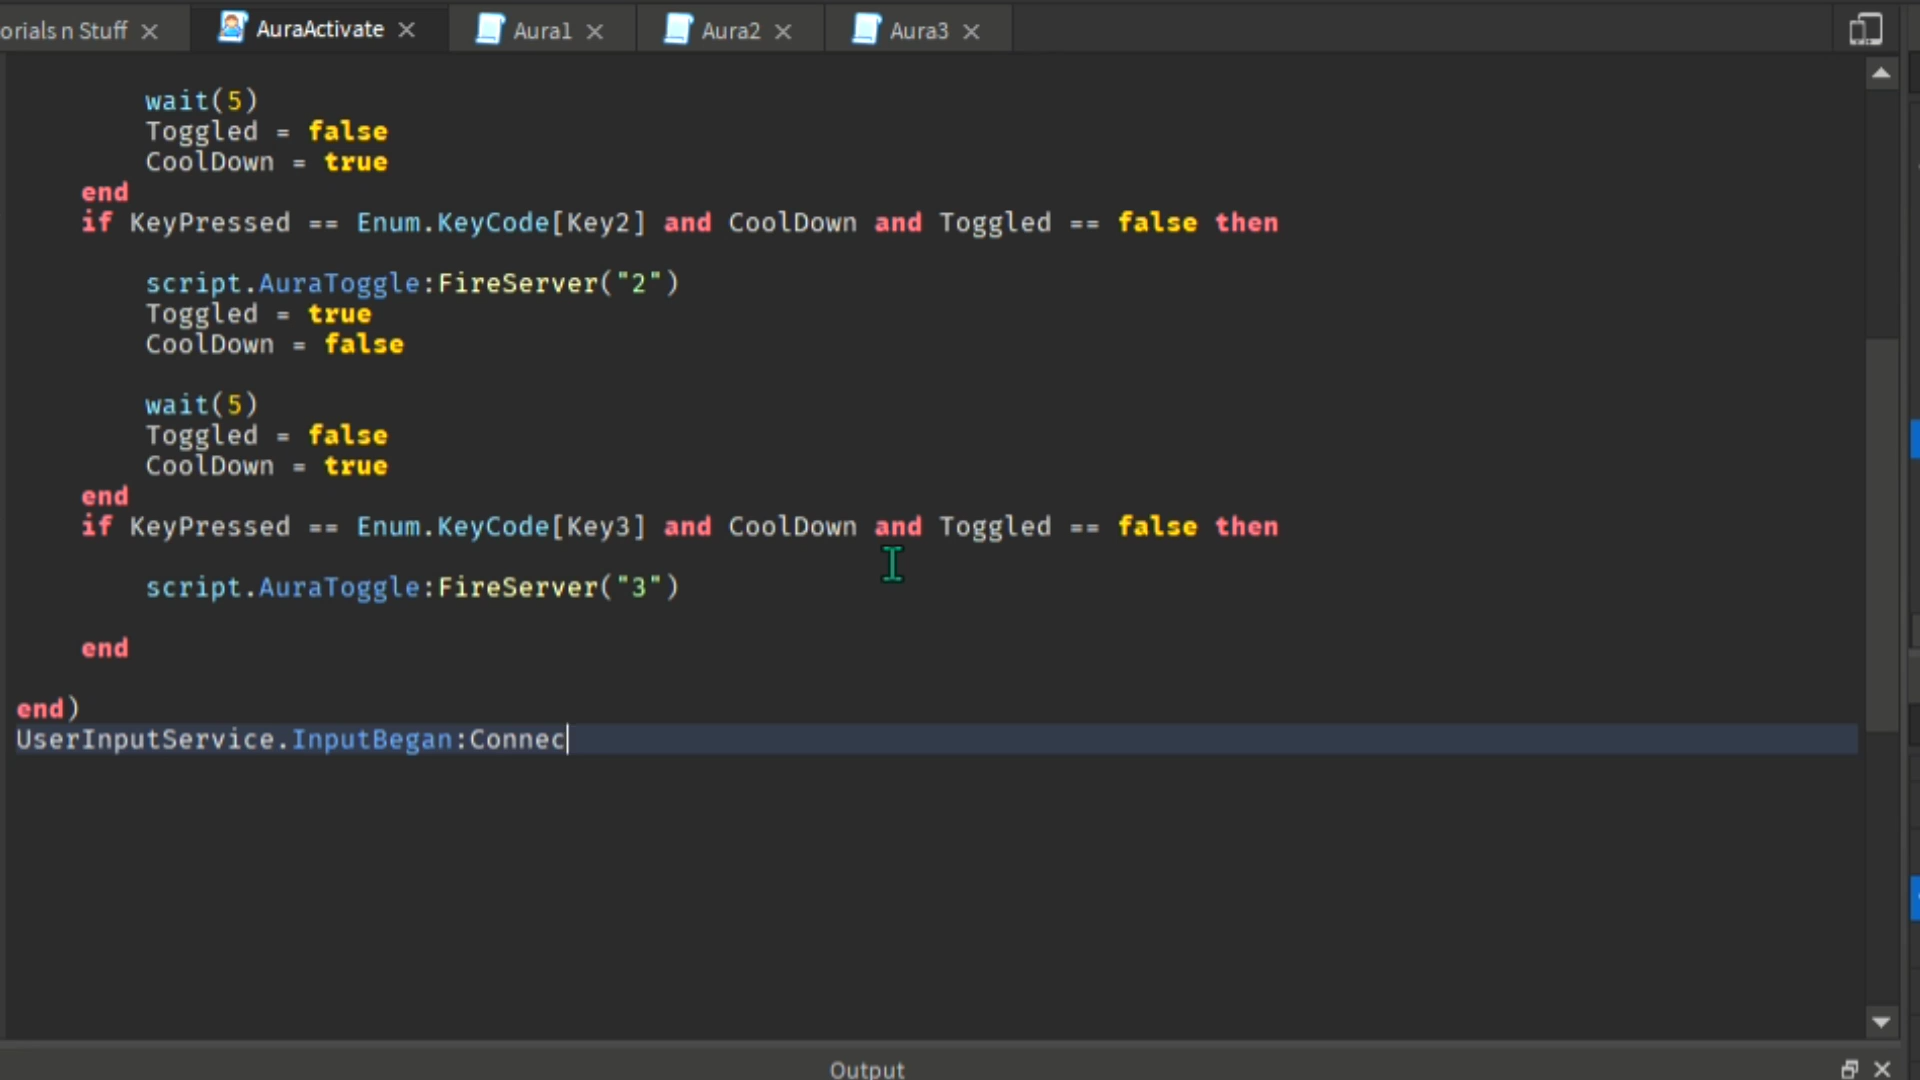 orials n Stuff
AuraActivate
Aura1
Aura2
Aura3
wait(5)
Toggled = false
CoolDown = true
end
if KeyPressed == Enum.KeyCode[Key2] and CoolDown and Toggled == false then
script.AuraToggle:FireServer("2")
Toggled = true
CoolDown = false
wait(5)
Toggled = false
CoolDown = true
end
if KeyPressed == Enum.KeyCode[Key3] and CoolDown and Toggled == false then
script.AuraToggle:FireServer("3")
end
end)
UserInputService.InputBegan:Connec
Output